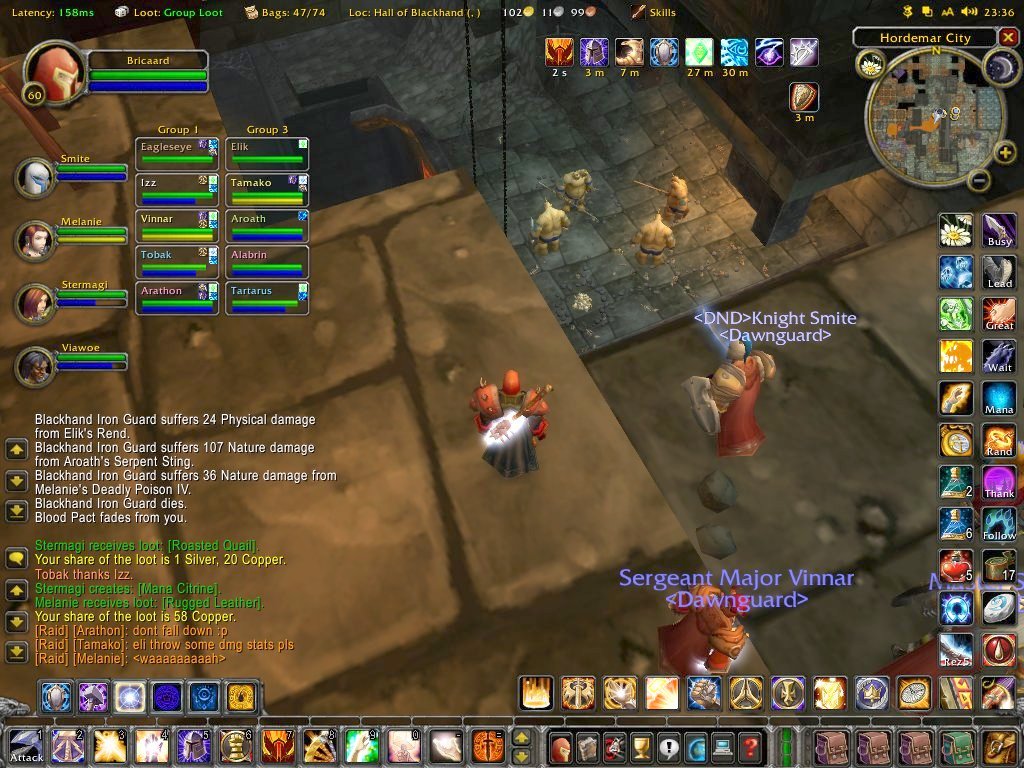 Latency: 158ms Loot: Group Loot Bags: 47/74 Loc: Hall of Blackhand (, ) 102 11 99 Skills 23:36
Hordemar City
N
Bricaard
60
2 s 3 m 7 m 27 m 30 m
3 m
Group 1 Group 3
Eagleseye Elik
Smite
Izz Tamako
Melanie
Vinnar Aroath
Tobak Alabrin
Stermagi
Arathon Tartarus
Viawoe
<DND>Knight Smite
<Dawnguard>
Sergeant Major Vinnar
<Dawnguard>
Busy
Lead
Great
Wait
Mana
Rand
2 Thank
6 Follow
5 17
Rez5
Blackhand Iron Guard suffers 24 Physical damage
from Elik's Rend.
Blackhand Iron Guard suffers 107 Nature damage
from Aroath's Serpent Sting.
Blackhand Iron Guard suffers 36 Nature damage from
Melanie's Deadly Poison IV.
Blackhand Iron Guard dies.
Blood Pact fades from you.
Stermagi receives loot: [Roasted Quail].
Your share of the loot is 1 Silver, 20 Copper.
Tobak thanks Izz.
Stermagi creates: [Mana Citrine].
Melanie receives loot: [Rugged Leather].
Your share of the loot is 58 Copper.
[Raid] [Arathon]: dont fall down :p
[Raid] [Tamako]: eli throw some dmg stats pls
[Raid] [Melanie]: <waaaaaaaaah>
1 2 3 4 5 6 7 8 9 0 - =
Attack